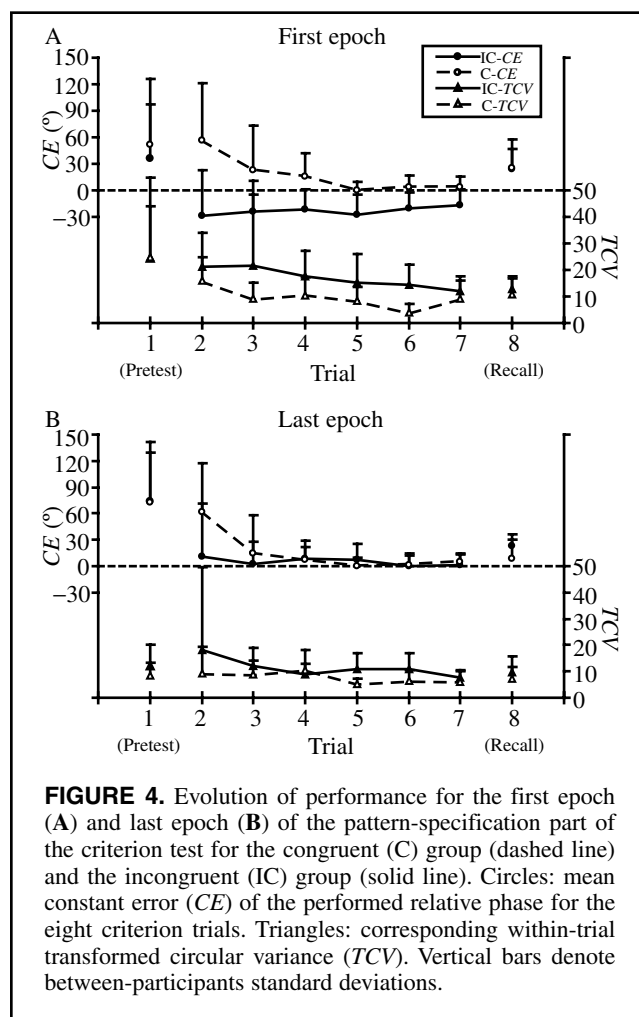 A
First epoch
IC-CE
C-CE
IC-TCV
C-TCV
150
120
90
60
30
0
−30
CE (º)
50
40
30
20
10
0
TCV
1 2 3 4 5 6 7 8
(Pretest) Trial (Recall)
B
Last epoch
150
120
90
60
30
0
−30
CE (º)
50
40
30
20
10
0
TCV
1 2 3 4 5 6 7 8
(Pretest) Trial (Recall)
FIGURE 4. Evolution of performance for the first epoch
(A) and last epoch (B) of the pattern-specification part of
the criterion test for the congruent (C) group (dashed line)
and the incongruent (IC) group (solid line). Circles: mean
constant error (CE) of the performed relative phase for the
eight criterion trials. Triangles: corresponding within-trial
transformed circular variance (TCV). Vertical bars denote
between-participants standard deviations.